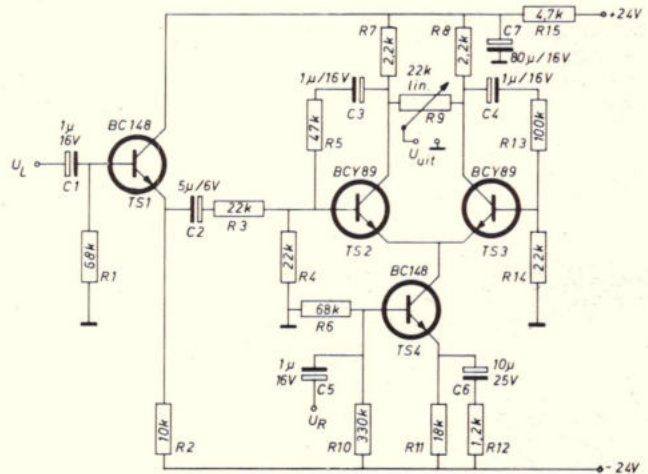 4,7k
+24V
R7
R8
C7
R15
2,2k
2,2k
80µ/16V
1µ/16V
22k
lin.
1µ/16V
C3
R9
C4
47k
R5
100k
R13
1µ
16V
BC148
U_L
C1
TS1
U_uit
BCY89
BCY89
5µ/6V
C2
22k
R3
TS2
TS3
68k
R1
22k
R4
BC148
22k
R14
68k
R6
TS4
1µ
16V
C5
10µ
25V
C6
U_R
10k
R2
330k
R10
18k
R11
1,2k
R12
-24V